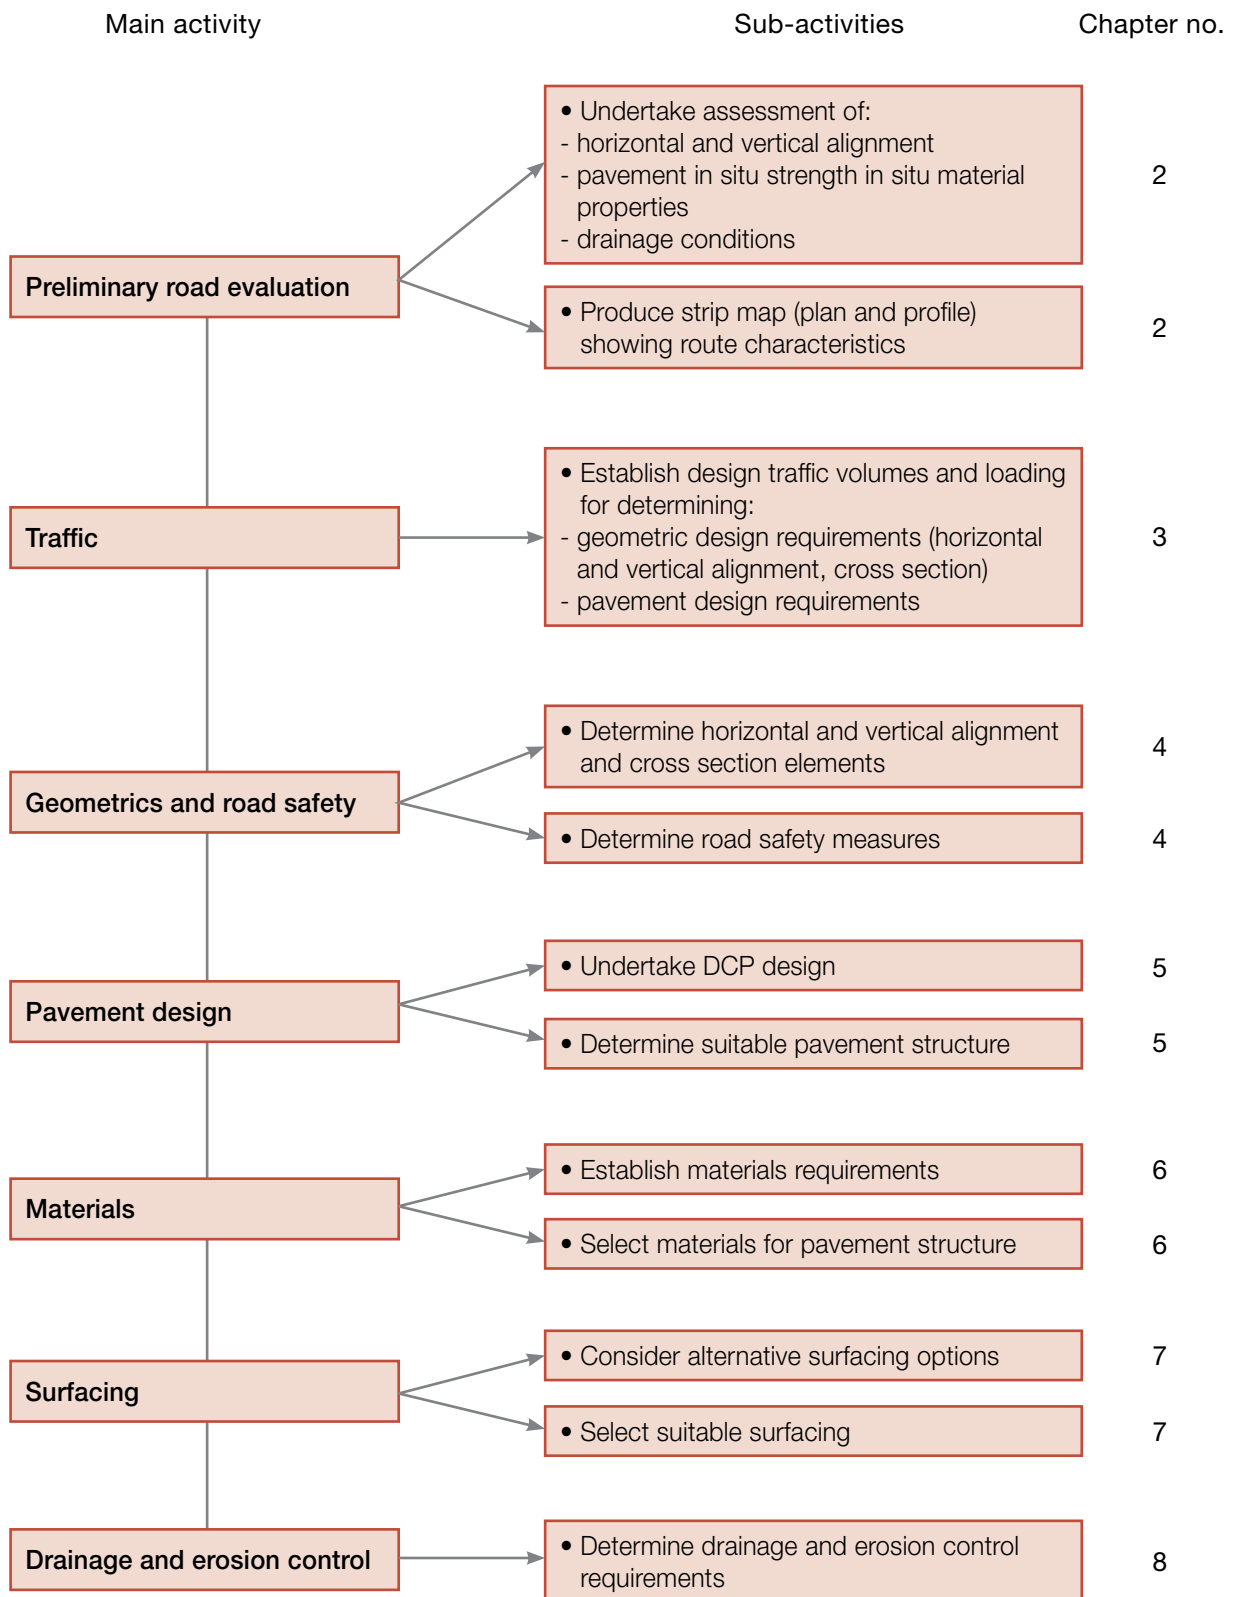 Main activity Sub-activities Chapter no.
• Undertake assessment of:
- horizontal and vertical alignment
- pavement in situ strength in situ material
properties
- drainage conditions
2
Preliminary road evaluation
• Produce strip map (plan and profile)
showing route characteristics
2
• Establish design traffic volumes and loading
for determining:
- geometric design requirements (horizontal
and vertical alignment, cross section)
- pavement design requirements
Traffic
3
• Determine horizontal and vertical alignment
and cross section elements
4
Geometrics and road safety
• Determine road safety measures
4
• Undertake DCP design
5
Pavement design
• Determine suitable pavement structure
5
• Establish materials requirements
6
Materials
• Select materials for pavement structure
6
• Consider alternative surfacing options
7
Surfacing
• Select suitable surfacing
7
Drainage and erosion control
• Determine drainage and erosion control
requirements
8